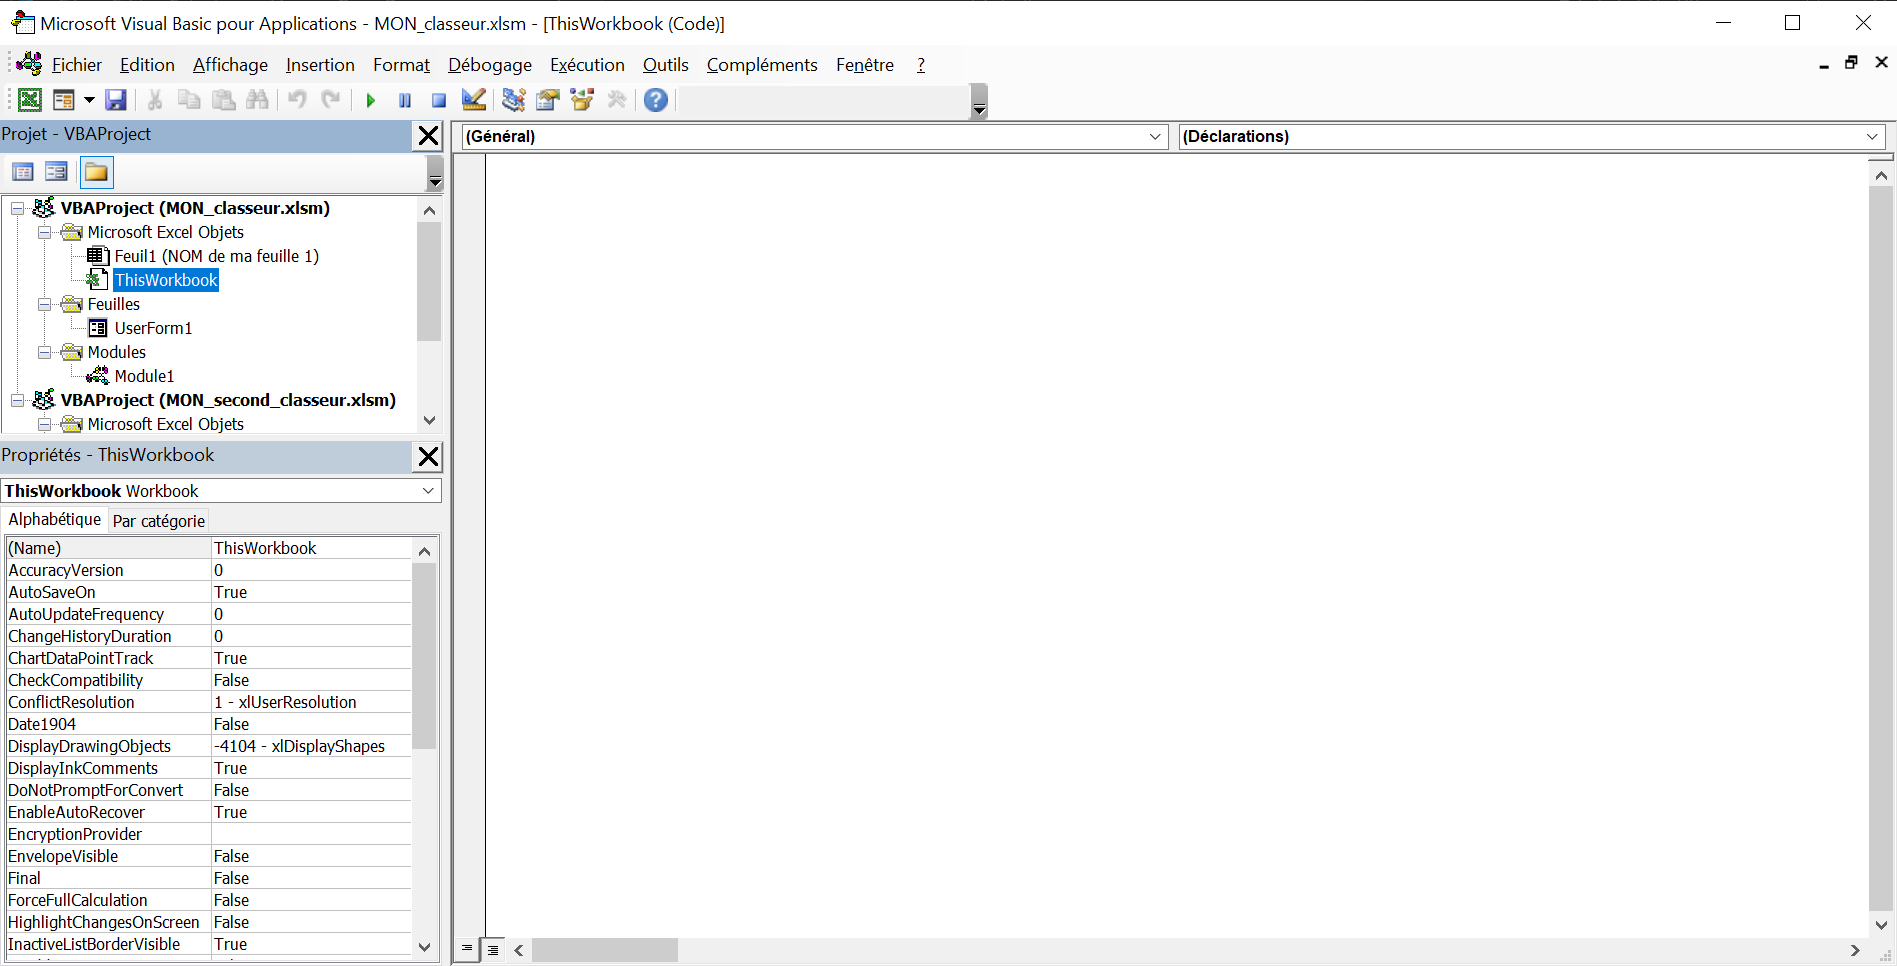 Microsoft Visual Basic pour Applications - MON_classeur.xlsm - [ThisWorkbook (Code)]
Fichier Edition Affichage Insertion Format Débogage Exécution Outils Compléments Fenêtre ?
Projet - VBAProject
(Général)
(Déclarations)
VBAProject (MON_classeur.xlsm)
Microsoft Excel Objets
Feuil1 (NOM de ma feuille 1)
ThisWorkbook
Feuilles
UserForm1
Modules
Module1
VBAProject (MON_second_classeur.xlsm)
Microsoft Excel Objets
Propriétés - ThisWorkbook
ThisWorkbook Workbook
Alphabétique Par catégorie
(Name) ThisWorkbook
AccuracyVersion 0
AutoSaveOn True
AutoUpdateFrequency 0
ChangeHistoryDuration 0
ChartDataPointTrack True
CheckCompatibility False
ConflictResolution 1 - xlUserResolution
Date1904 False
DisplayDrawingObjects -4104 - xlDisplayShapes
DisplayInkComments True
DoNotPromptForConvert False
EnableAutoRecover True
EncryptionProvider
EnvelopeVisible False
Final False
ForceFullCalculation False
HighlightChangesOnScreen False
InactiveListBorderVisible True